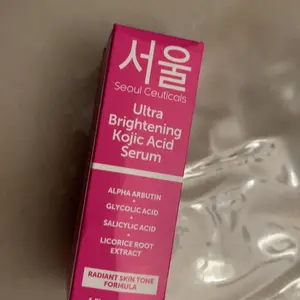 서울
Seoul Ceuticals
Ultra
Brightening
Kojic Acid
Serum
ALPHA ARBUTIN
•
GLYCOLIC ACID
•
SALICYLIC ACID
•
LICORICE ROOT
EXTRACT
RADIANT SKIN TONE
FORMULA